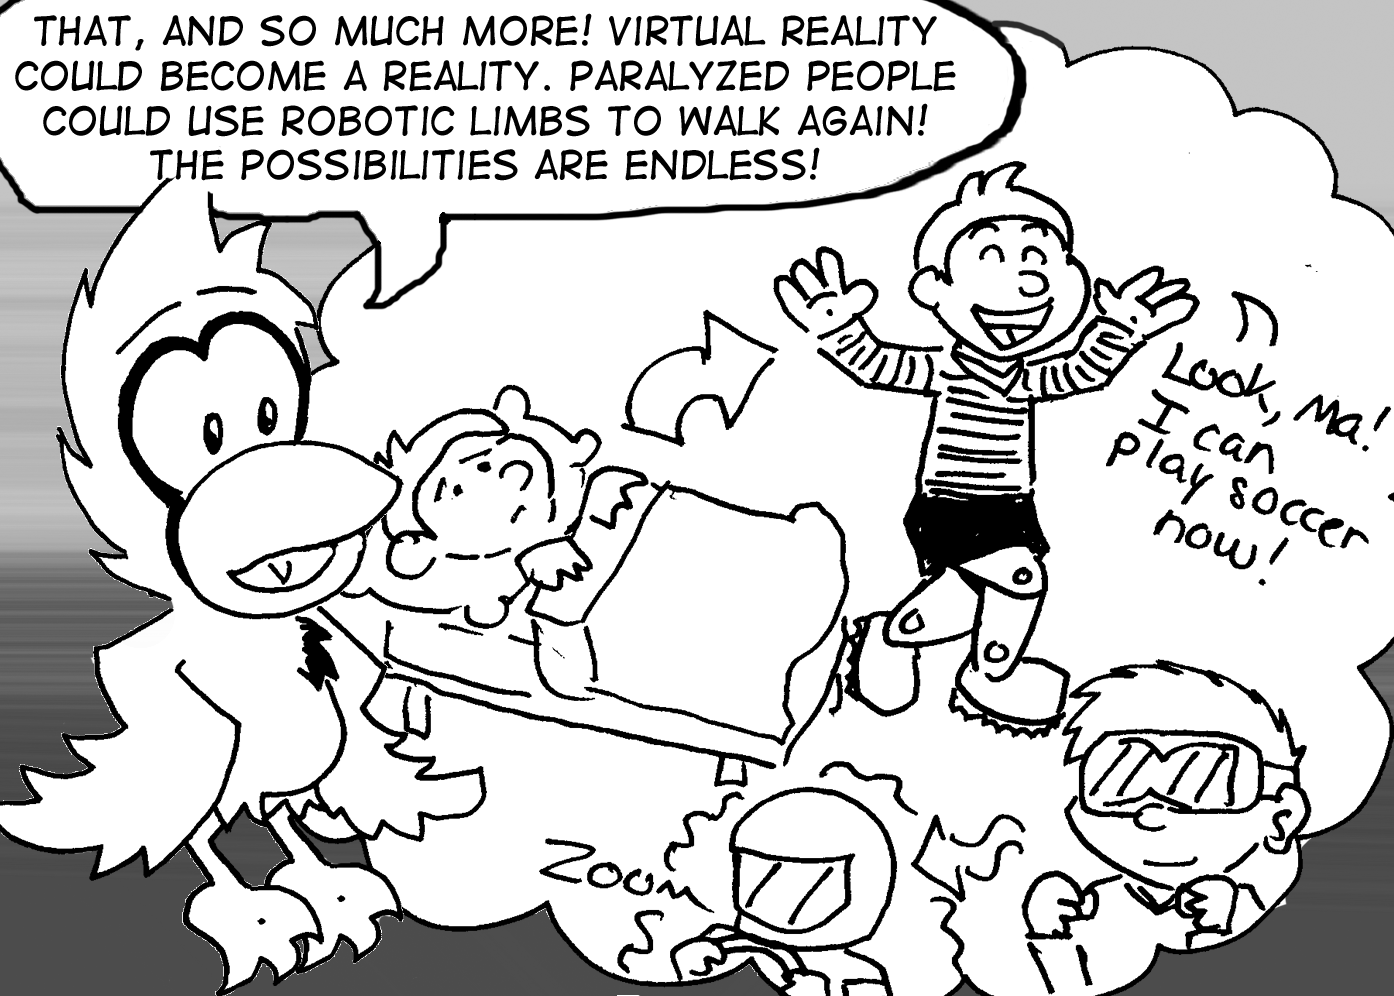 THAT, AND SO MUCH MORE! VIRTUAL REALITY
COULD BECOME A REALITY. PARALYZED PEOPLE
COULD USE ROBOTIC LIMBS TO WALK AGAIN!
THE POSSIBILITIES ARE ENDLESS!
Look, Ma!
I can
play soccer
now!
Zoom